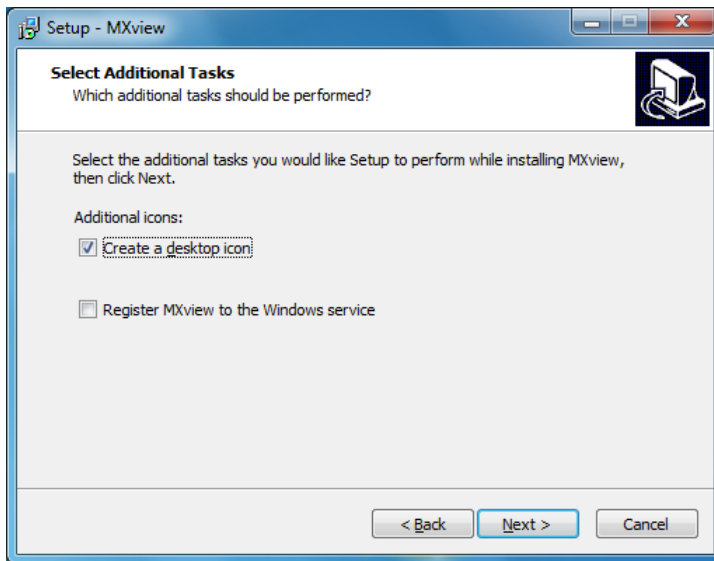 Setup - MXview
Select Additional Tasks
Which additional tasks should be performed?
Select the additional tasks you would like Setup to perform while installing MXview,
then click Next.
Additional icons:
Create a desktop icon
Register MXview to the Windows service
< Back
Next >
Cancel